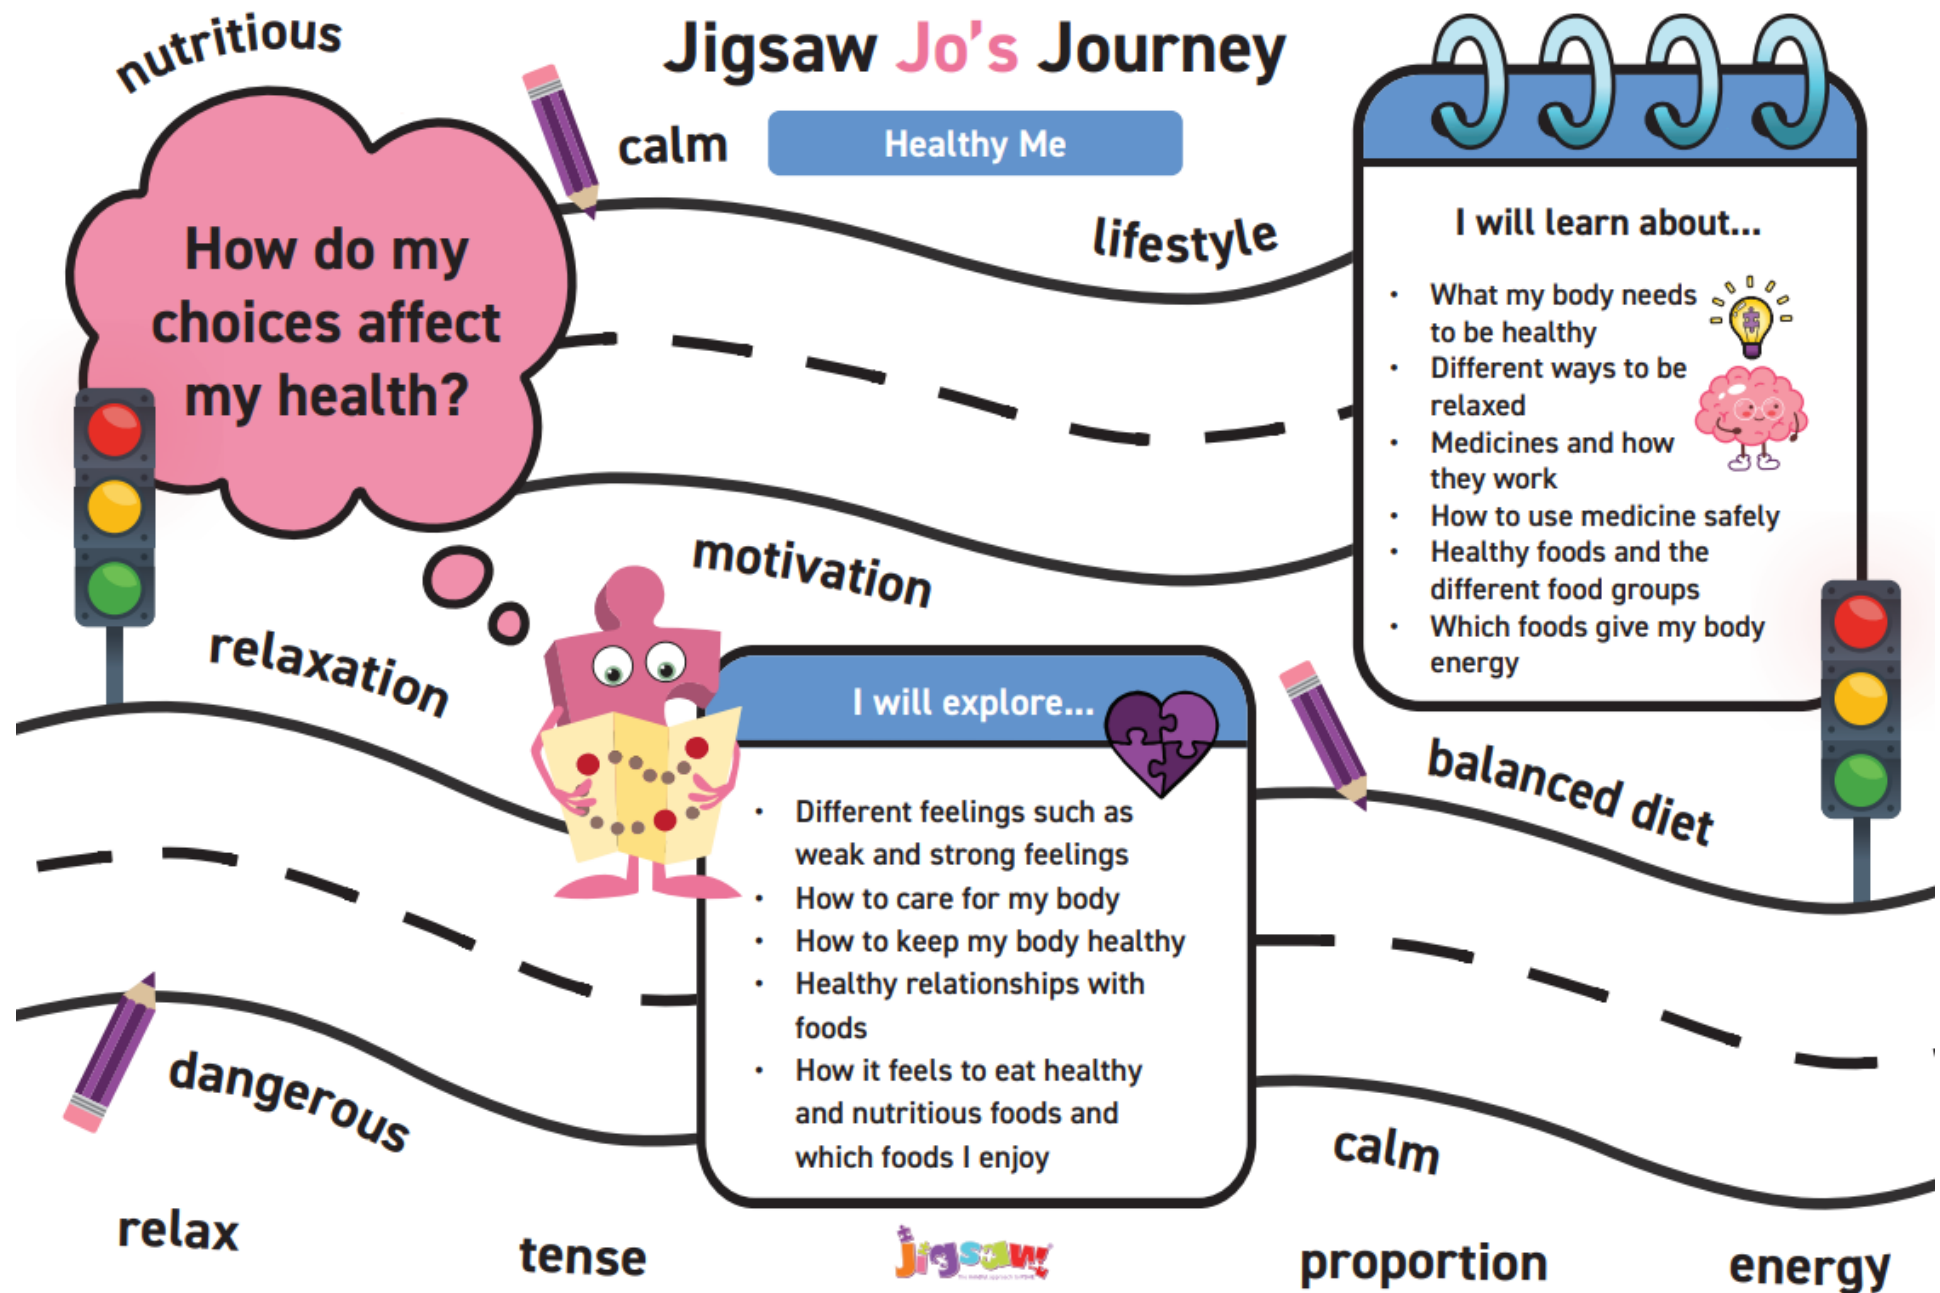 nutritious
Jigsaw Jo's Journey
calm
Healthy Me
lifestyle
How do my
choices affect
my health?
I will learn about...
• What my body needs
to be healthy
• Different ways to be
relaxed
• Medicines and how
they work
• How to use medicine safely
• Healthy foods and the
different food groups
• Which foods give my body
energy
motivation
relaxation
I will explore...
• Different feelings such as
weak and strong feelings
• How to care for my body
• How to keep my body healthy
• Healthy relationships with
foods
• How it feels to eat healthy
and nutritious foods and
which foods I enjoy
balanced diet
dangerous
calm
relax
tense
Jigsaw
proportion
energy